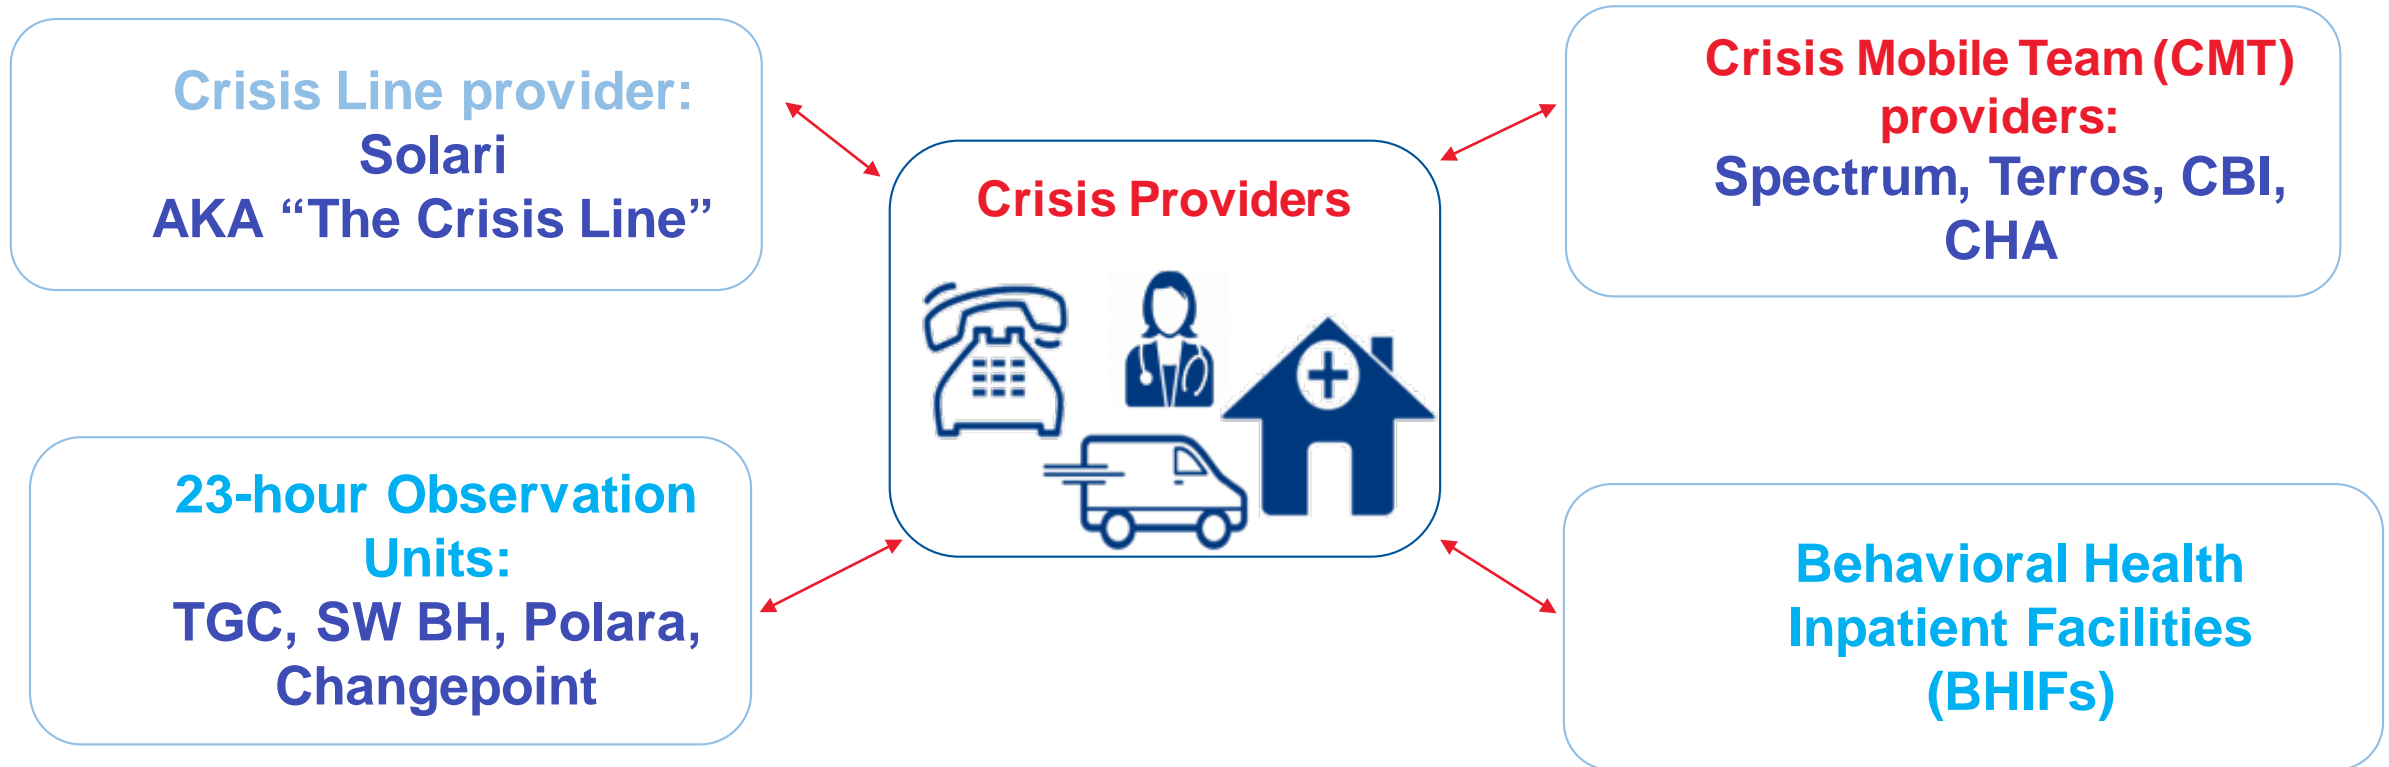 Crisis Line provider:
Solari
AKA “The Crisis Line”
Crisis Mobile Team (CMT)
providers:
Spectrum, Terros, CBI,
CHA
Crisis Providers
23-hour Observation
Units:
TGC, SW BH, Polara,
Changepoint
Behavioral Health
Inpatient Facilities
(BHIFs)